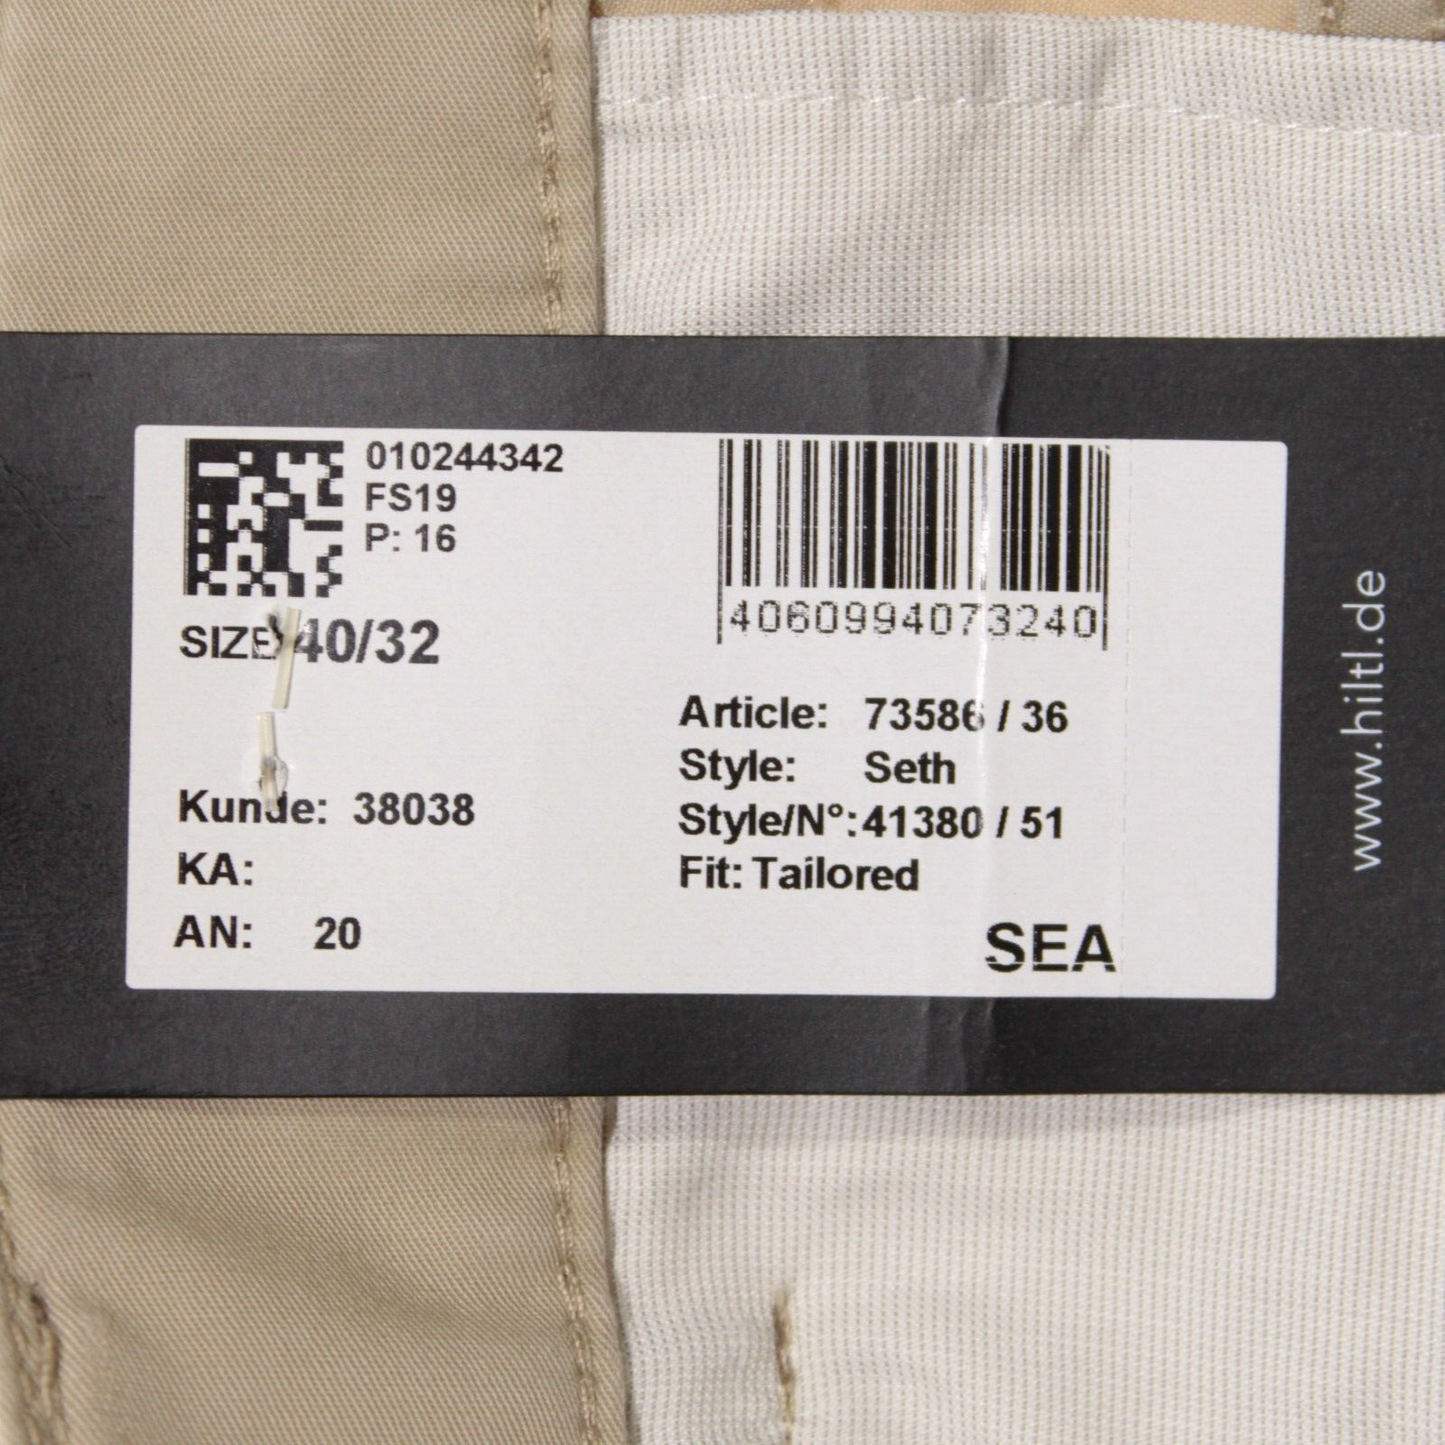 010244342
FS19
P: 16
SIZE 40/32
Kunde: 38038
KA:
AN: 20
4060994073240
Article: 73586 / 36
Style: Seth
Style/N°: 41380 / 51
Fit: Tailored
SEA
www.hiltl.de